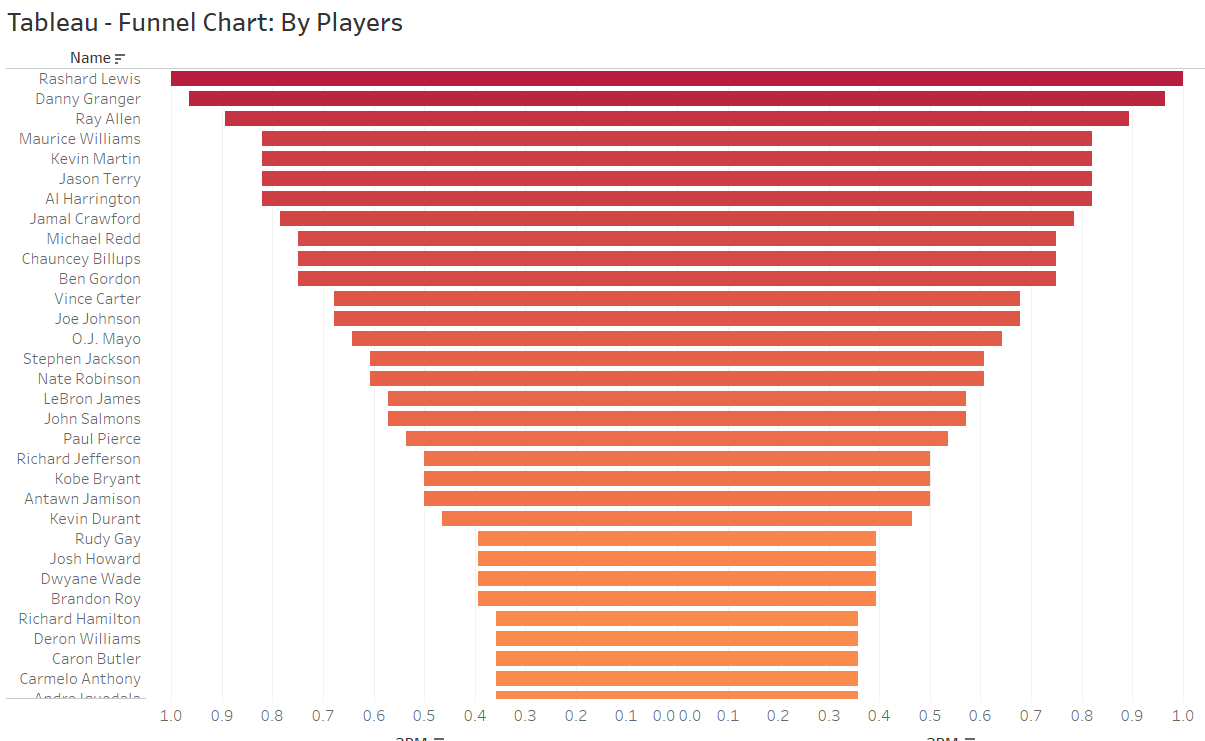 Tableau - Funnel Chart: By Players
Name
Rashard Lewis
Danny Granger
Ray Allen
Maurice Williams
Kevin Martin
Jason Terry
Al Harrington
Jamal Crawford
Michael Redd
Chauncey Billups
Ben Gordon
Vince Carter
Joe Johnson
O.J. Mayo
Stephen Jackson
Nate Robinson
LeBron James
John Salmons
Paul Pierce
Richard Jefferson
Kobe Bryant
Antawn Jamison
Kevin Durant
Rudy Gay
Josh Howard
Dwyane Wade
Brandon Roy
Richard Hamilton
Deron Williams
Caron Butler
Carmelo Anthony
1.0 0.9 0.8 0.7 0.6 0.5 0.4 0.3 0.2 0.1 0.0 0.0 0.1 0.2 0.3 0.4 0.5 0.6 0.7 0.8 0.9 1.0